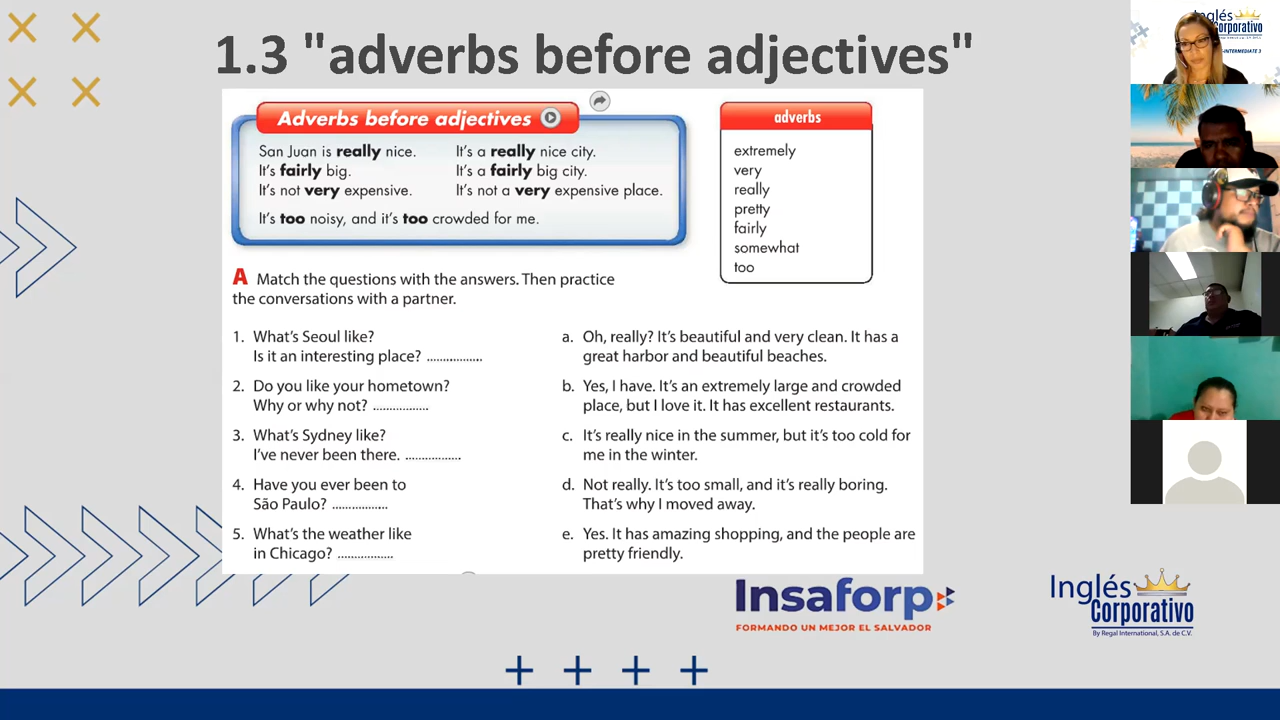 1.3 "adverbs before adjectives"
Adverbs before adjectives
San Juan is really nice.
It's a really nice city.
It's fairly big.
It's a fairly big city.
It's not very expensive.
It's not a very expensive place.
It's too noisy, and it's too crowded for me.
adverbs
extremely
very
really
pretty
fairly
somewhat
too
A Match the questions with the answers. Then practice
the conversations with a partner.
1. What's Seoul like?
Is it an interesting place? ................
2. Do you like your hometown?
Why or why not? ................
3. What's Sydney like?
I've never been there. ................
4. Have you ever been to
São Paulo? ................
5. What's the weather like
in Chicago? ................
a. Oh, really? It's beautiful and very clean. It has a
great harbor and beautiful beaches.
b. Yes, I have. It's an extremely large and crowded
place, but I love it. It has excellent restaurants.
c. It's really nice in the summer, but it's too cold for
me in the winter.
d. Not really. It's too small, and it's really boring.
That's why I moved away.
e. Yes. It has amazing shopping, and the people are
pretty friendly.
Insaforp
FORMANDO UN MEJOR EL SALVADOR
Inglés
Corporativo
By Regal International, S.A. de C.V.
Inglés
Corporativo